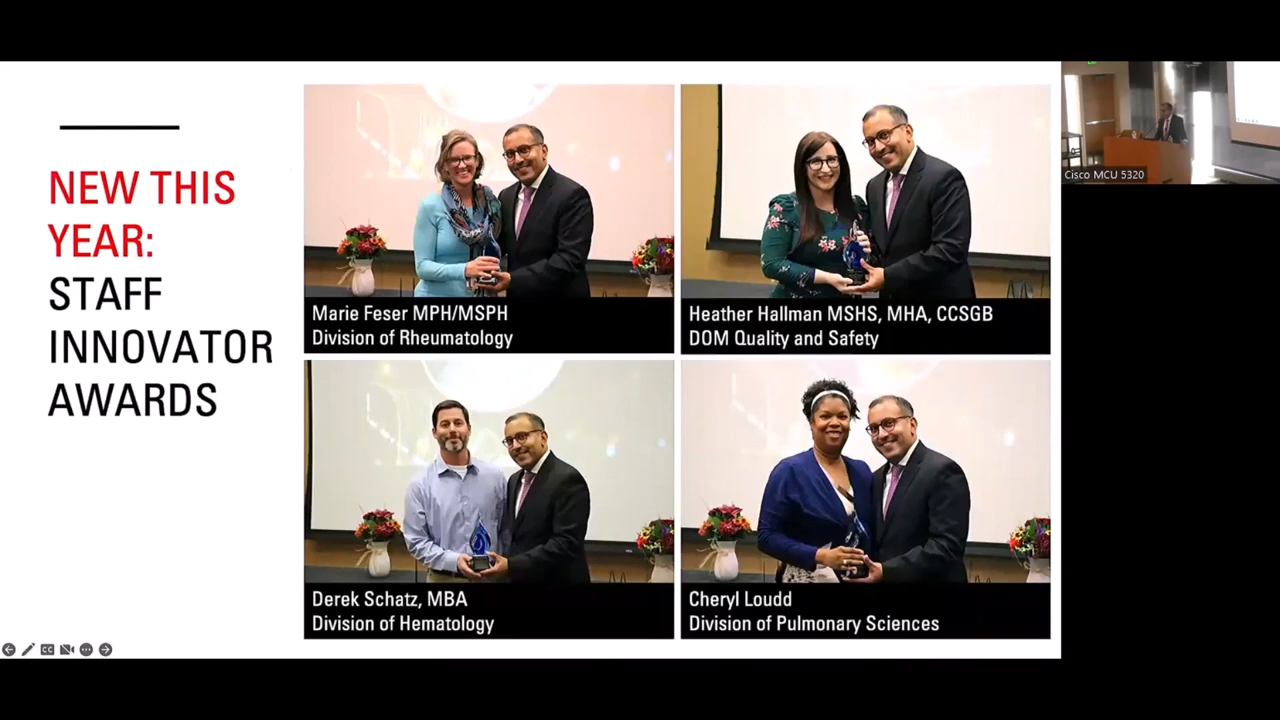 NEW THIS
YEAR:
STAFF
INNOVATOR
AWARDS
Marie Feser MPH/MSPH
Division of Rheumatology
Heather Hallman MSHS, MHA, CCSGB
DOM Quality and Safety
Derek Schatz, MBA
Division of Hematology
Cheryl Loudd
Division of Pulmonary Sciences
Cisco MCU 5320
CC